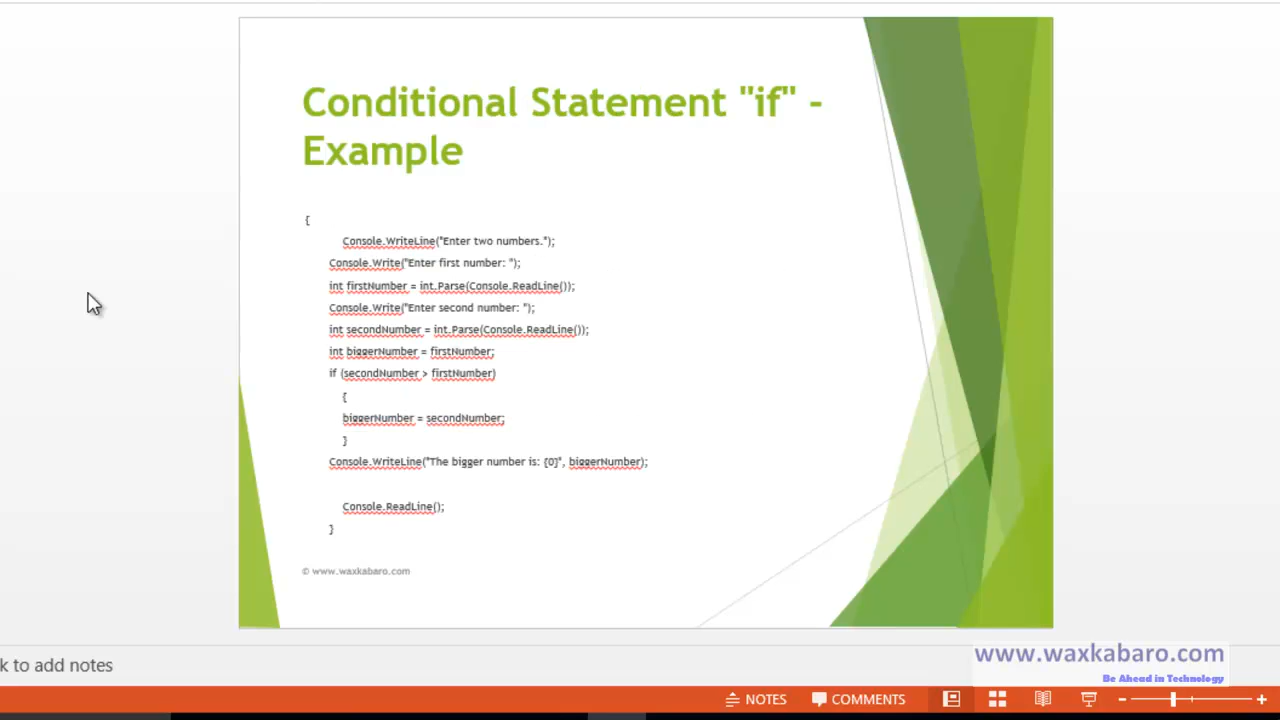 Conditional Statement "if" -
Example
{
Console.WriteLine("Enter two numbers.");
Console.Write("Enter first number: ");
int firstNumber = int.Parse(Console.ReadLine());
Console.Write("Enter second number: ");
int secondNumber = int.Parse(Console.ReadLine());
int biggerNumber = firstNumber;
if (secondNumber > firstNumber)
{
biggerNumber = secondNumber;
}
Console.WriteLine("The bigger number is: {0}", biggerNumber);
Console.ReadLine();
}
© www.waxkabaro.com
k to add notes
www.waxkabaro.com
Be Ahead in Technology
NOTES COMMENTS